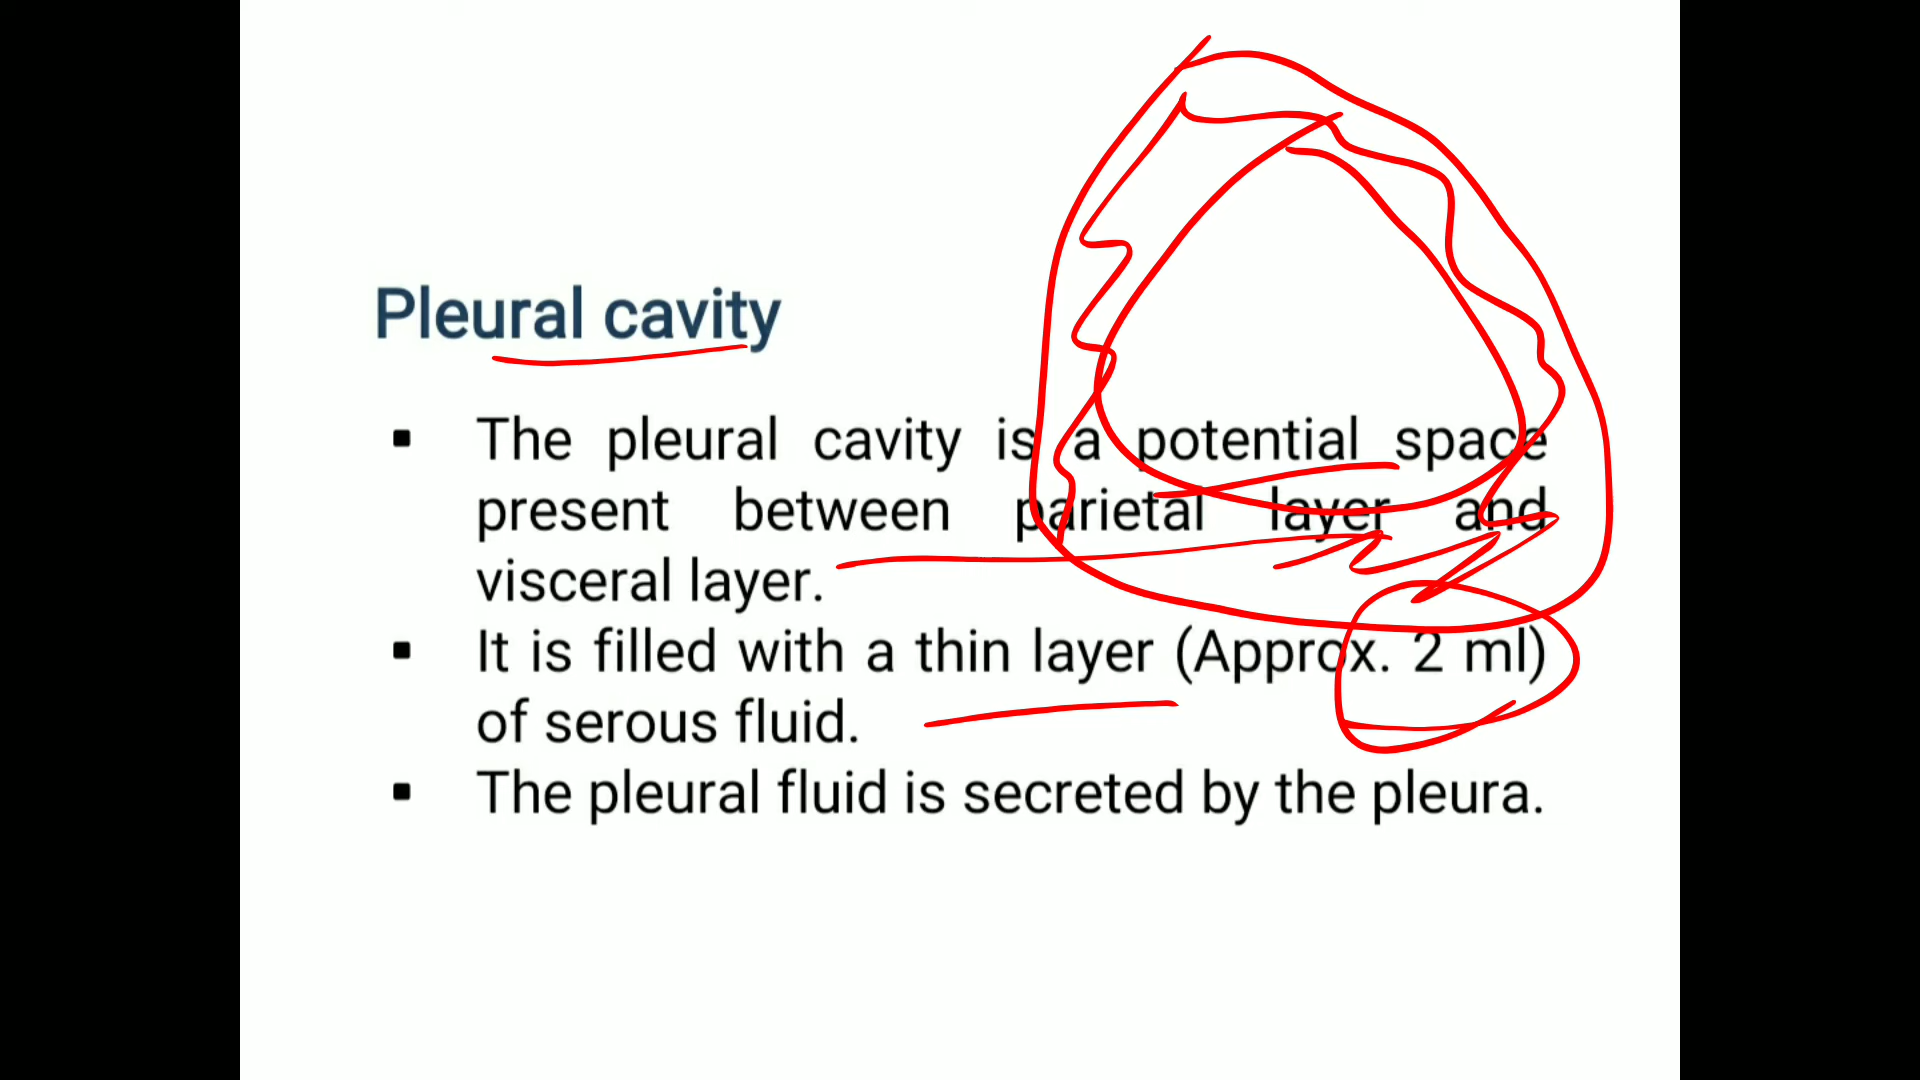 Pleural cavity
▪ The pleural cavity is a potential space
present between parietal layer and
visceral layer.
▪ It is filled with a thin layer (Approx. 2 ml)
of serous fluid.
▪ The pleural fluid is secreted by the pleura.